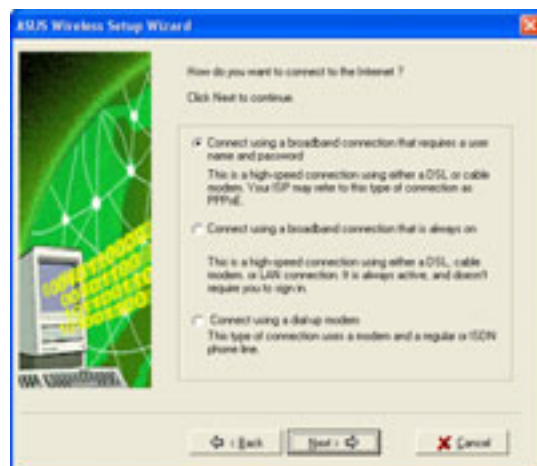 ASUS Wireless Setup Wizard
How do you want to connect to the Internet ?
Click Next to continue.
Connect using a broadband connection that requires a user
name and password
This is a high-speed connection using either a DSL or cable
modem. Your ISP may refer to this type of connection as
PPPoE.
Connect using a broadband connection that is always on
This is a high-speed connection using either a DSL, cable
modem, or LAN connection. It is always active, and doesn't
require you to sign in.
Connect using a dial-up modem
This type of connection uses a modem and a regular or ISDN
phone line.
< Back
Next >
Cancel